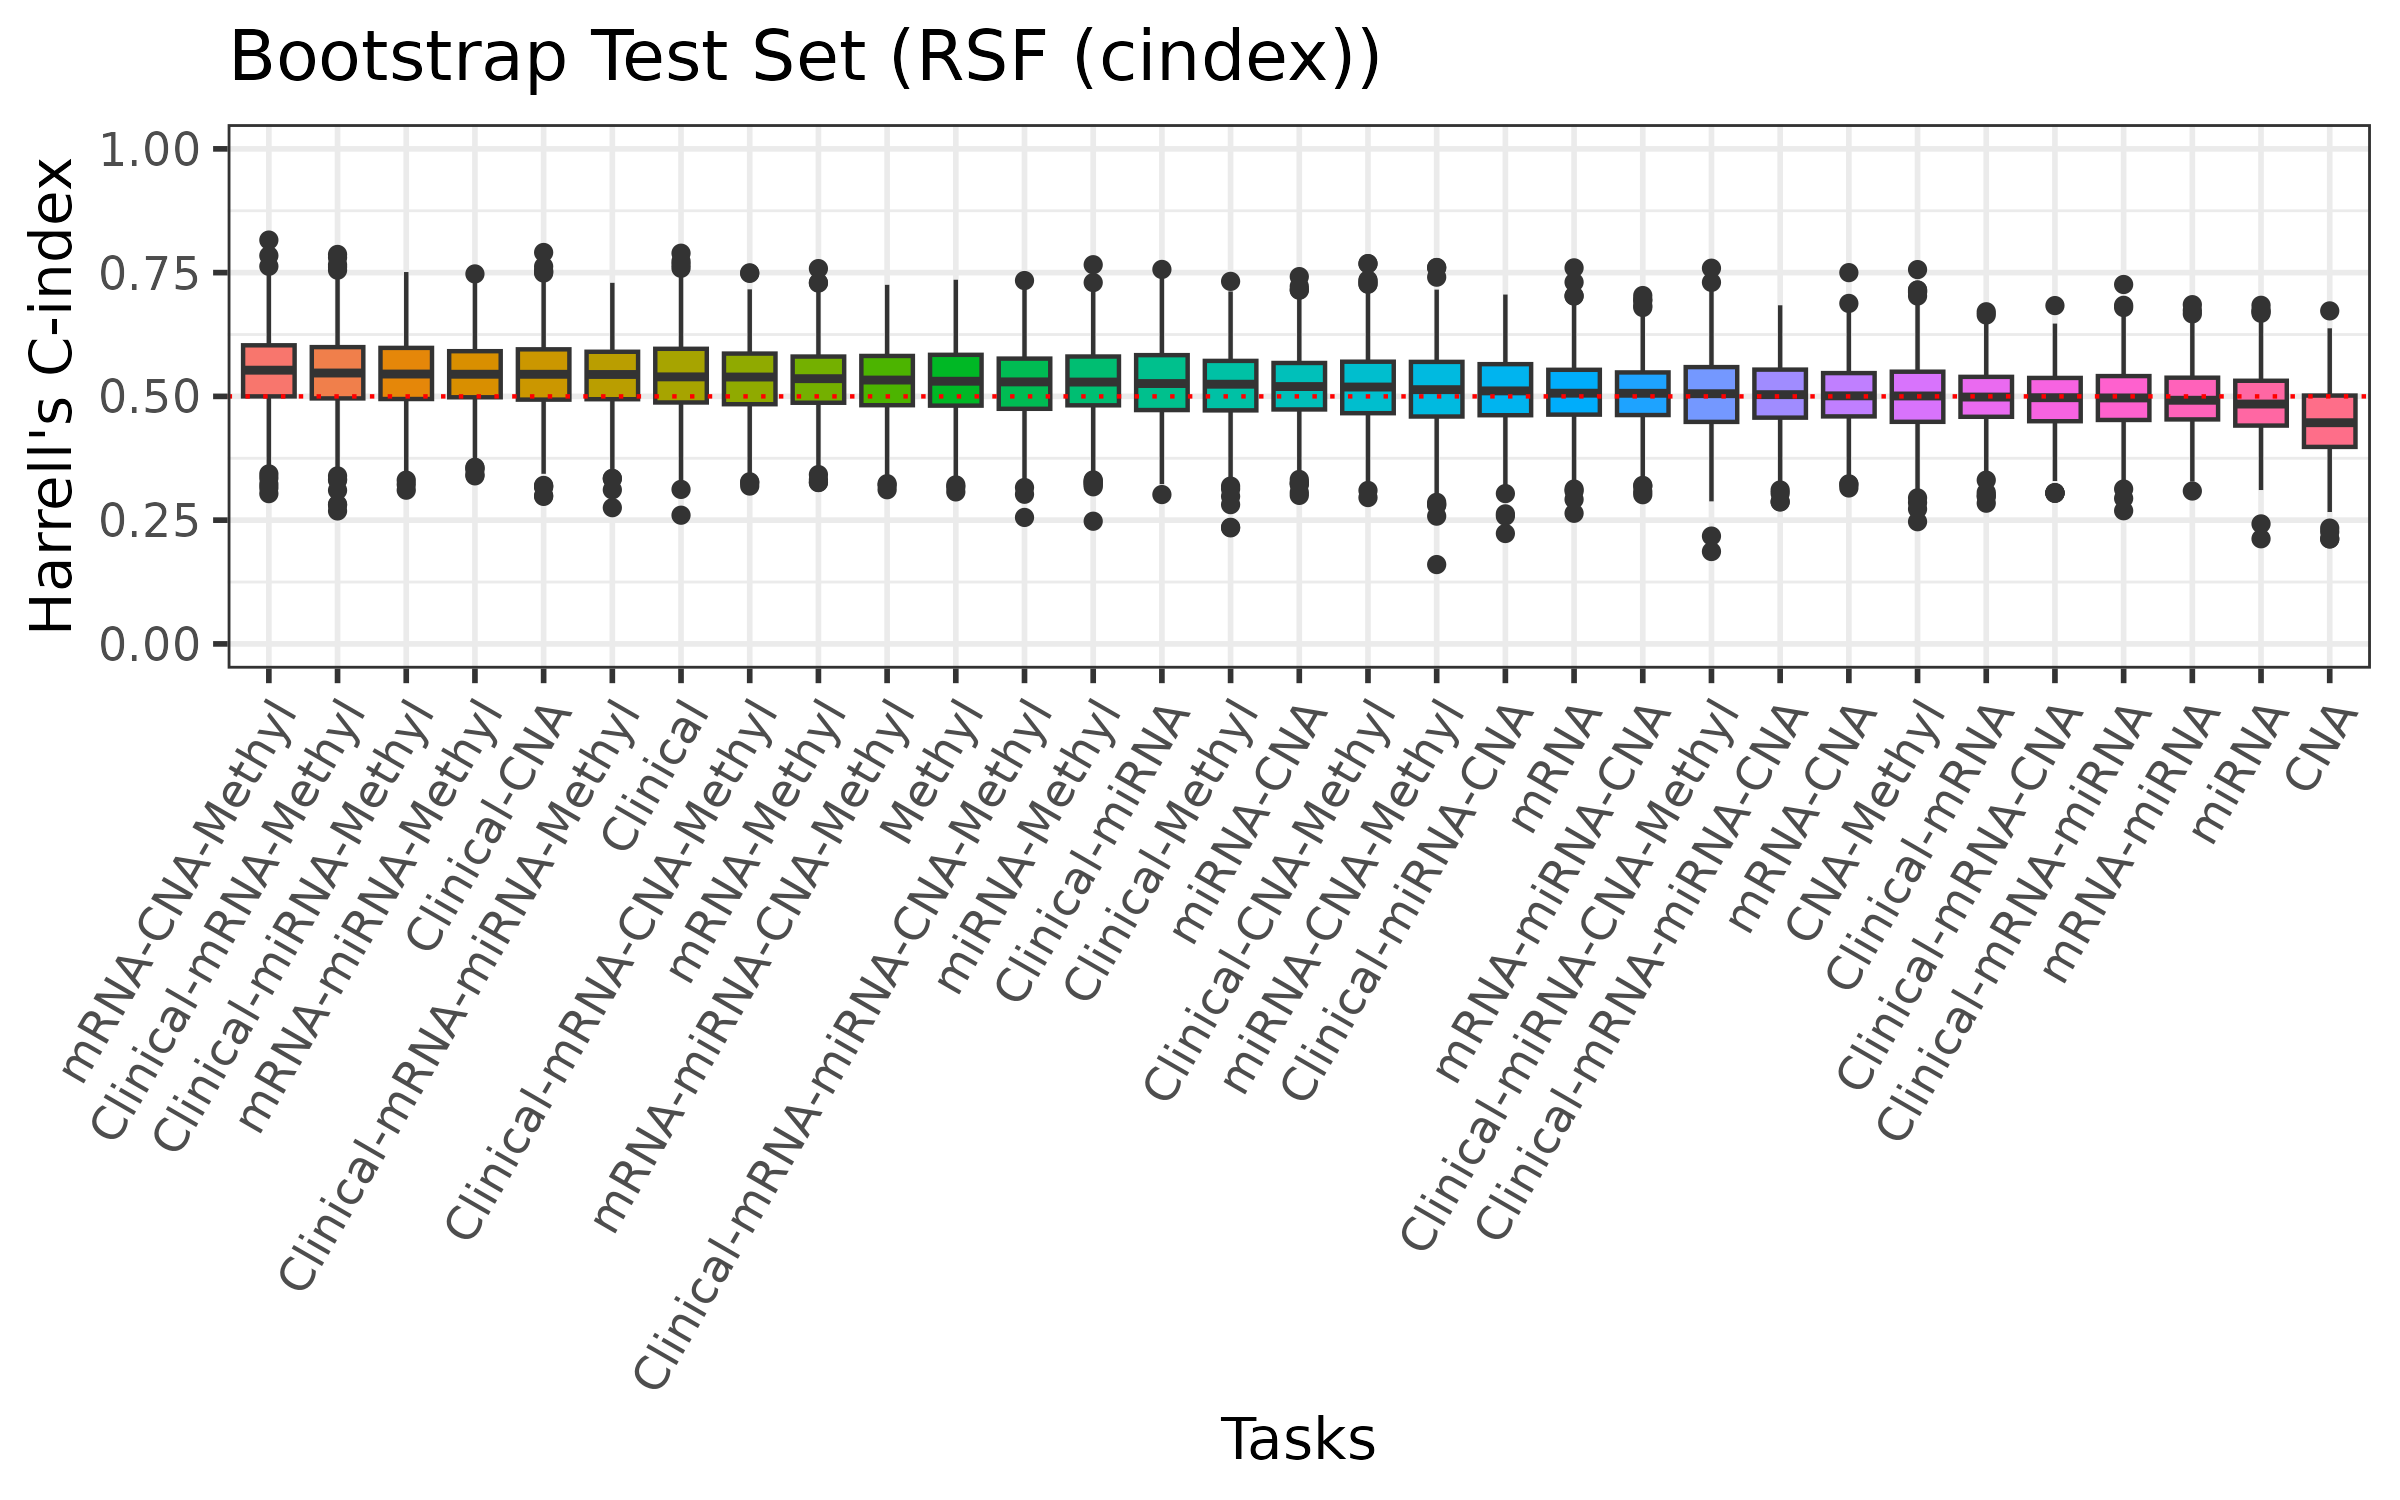 Bootstrap Test Set (RSF (cindex))
Harrell's C-index
1.00
0.75
0.50
0.25
0.00
mRNA-CNA-Methyl
Clinical-mRNA-Methyl
Clinical-miRNA-Methyl
mRNA-miRNA-Methyl
Clinical-CNA
Clinical-mRNA-miRNA-Methyl
Clinical
Clinical-mRNA-CNA-Methyl
mRNA-Methyl
mRNA-miRNA-CNA-Methyl
Methyl
Clinical-mRNA-miRNA-CNA-Methyl
miRNA-Methyl
Clinical-miRNA
Clinical-Methyl
miRNA-CNA
Clinical-CNA-Methyl
miRNA-CNA-Methyl
Clinical-miRNA-CNA
mRNA
mRNA-miRNA-CNA
Clinical-miRNA-CNA-Methyl
Clinical-mRNA-miRNA-CNA
mRNA-CNA
CNA-Methyl
Clinical-mRNA
Clinical-mRNA-CNA
Clinical-mRNA-miRNA
mRNA-miRNA
miRNA
CNA
Tasks